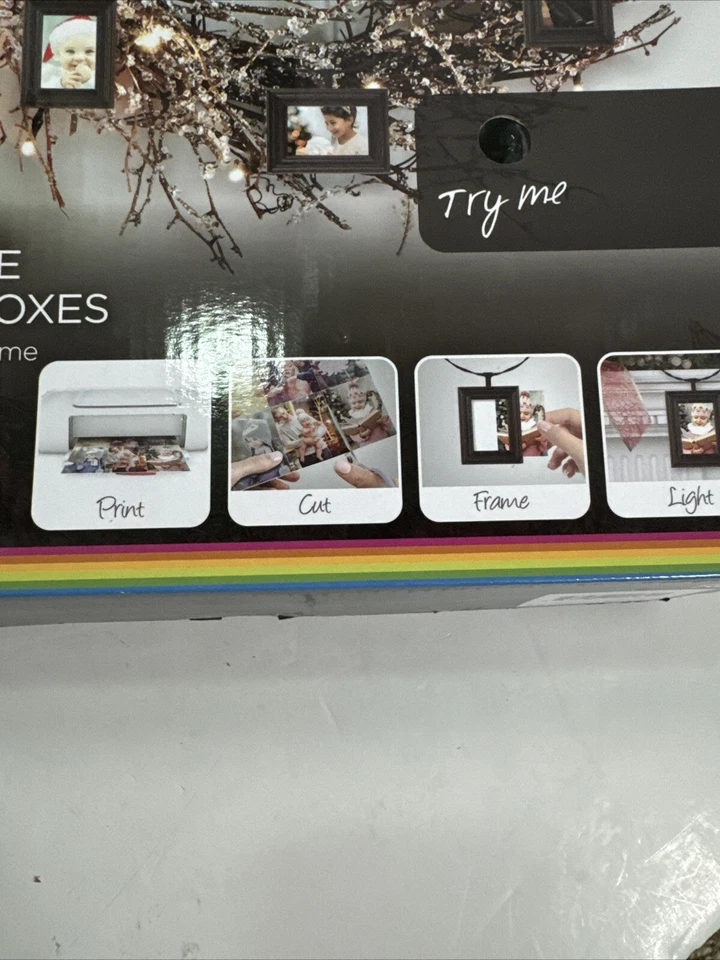 Try me
E
OXES
me
Print
Cut
Frame
Light